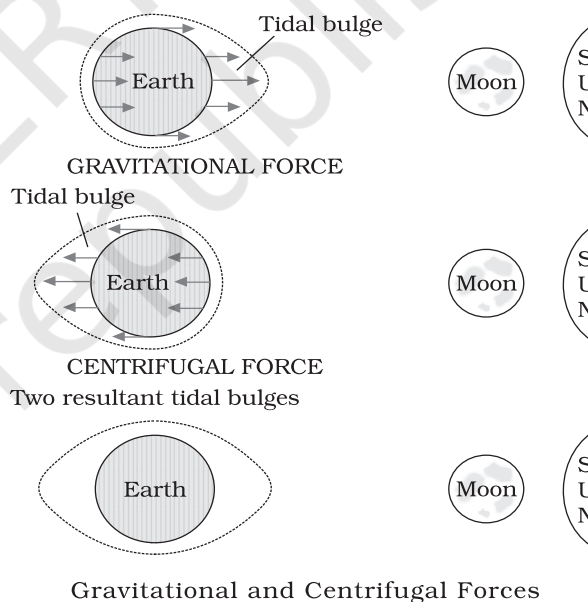 Tidal bulge
Earth
Moon
S
U
N
GRAVITATIONAL FORCE
Tidal bulge
Earth
Moon
S
U
N
CENTRIFUGAL FORCE
Two resultant tidal bulges
Earth
Moon
S
U
N
Gravitational and Centrifugal Forces